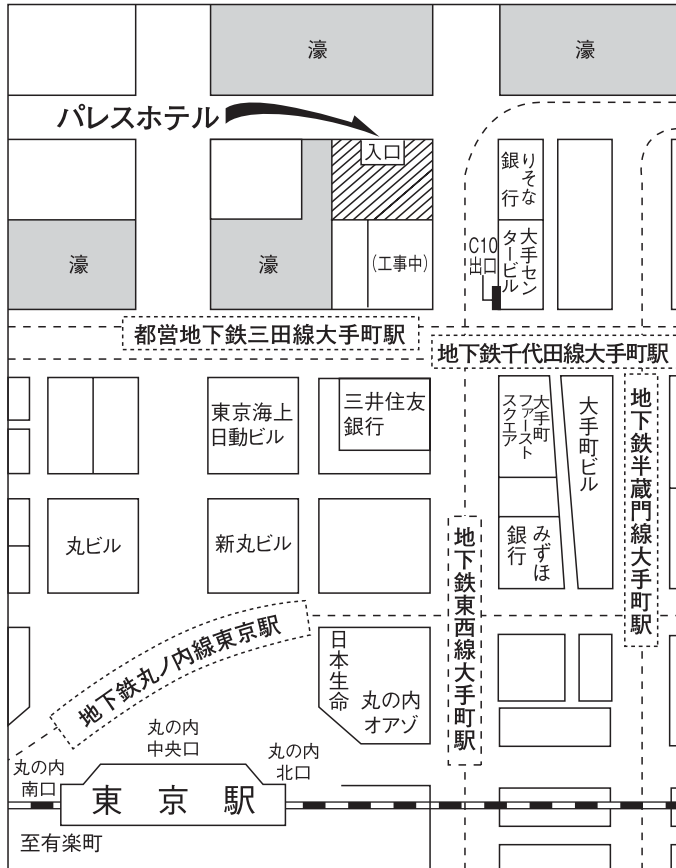 濠
濠
パレスホテル
入口
りそな
銀行
濠
濠
(工事中)
C10
出口
大手セン
タービル
都営地下鉄三田線大手町駅
地下鉄千代田線大手町駅
東京海上
日動ビル
三井住友
銀行
大手町
ファースト
スクエア
大手町ビル
地下鉄半蔵門線大手町駅
丸ビル
新丸ビル
みずほ
銀行
地下鉄東西線大手町駅
地下鉄丸ノ内線東京駅
日本生命
丸の内
オアゾ
丸の内
中央口
丸の内
北口
丸の内
南口
東京駅
至有楽町